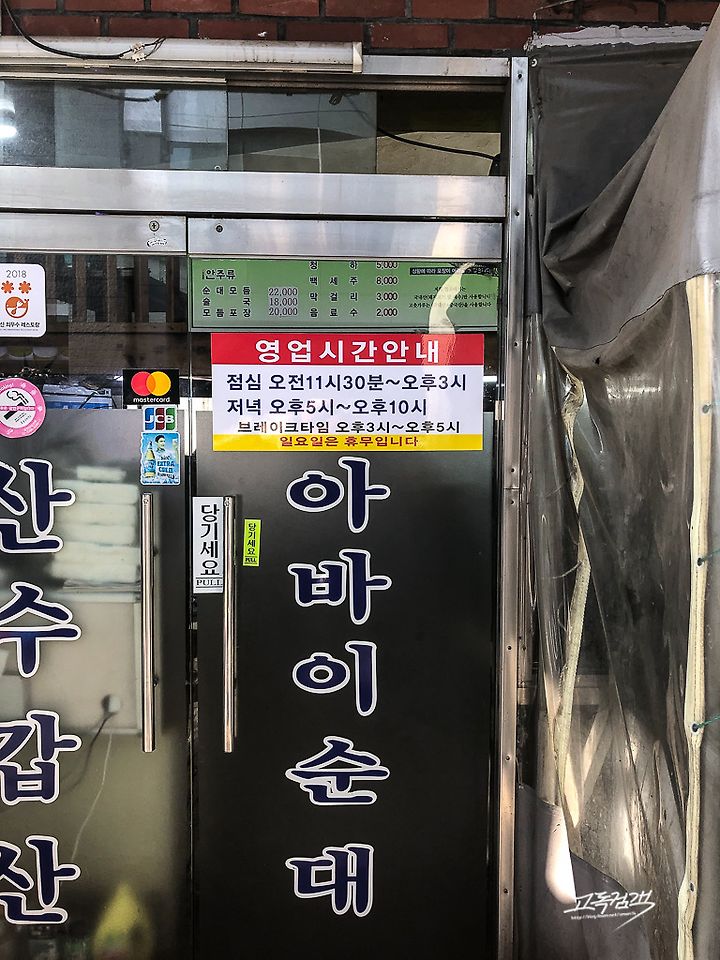 2018
안주류
순대모듬 22,000
술국 18,000
모듬포장 20,000
청하 5,000
백세주 8,000
막걸리 3,000
음료수 2,000
영업시간안내
점심 오전11시30분~오후3시
저녁 오후5시~오후10시
브레이크타임 오후3시~오후5시
일요일은 휴무입니다
mastercard
JCB
EXTRA
COLD
당기세요
PULL
당기세요
PULL
산수갑산
아바이순대
고독검객